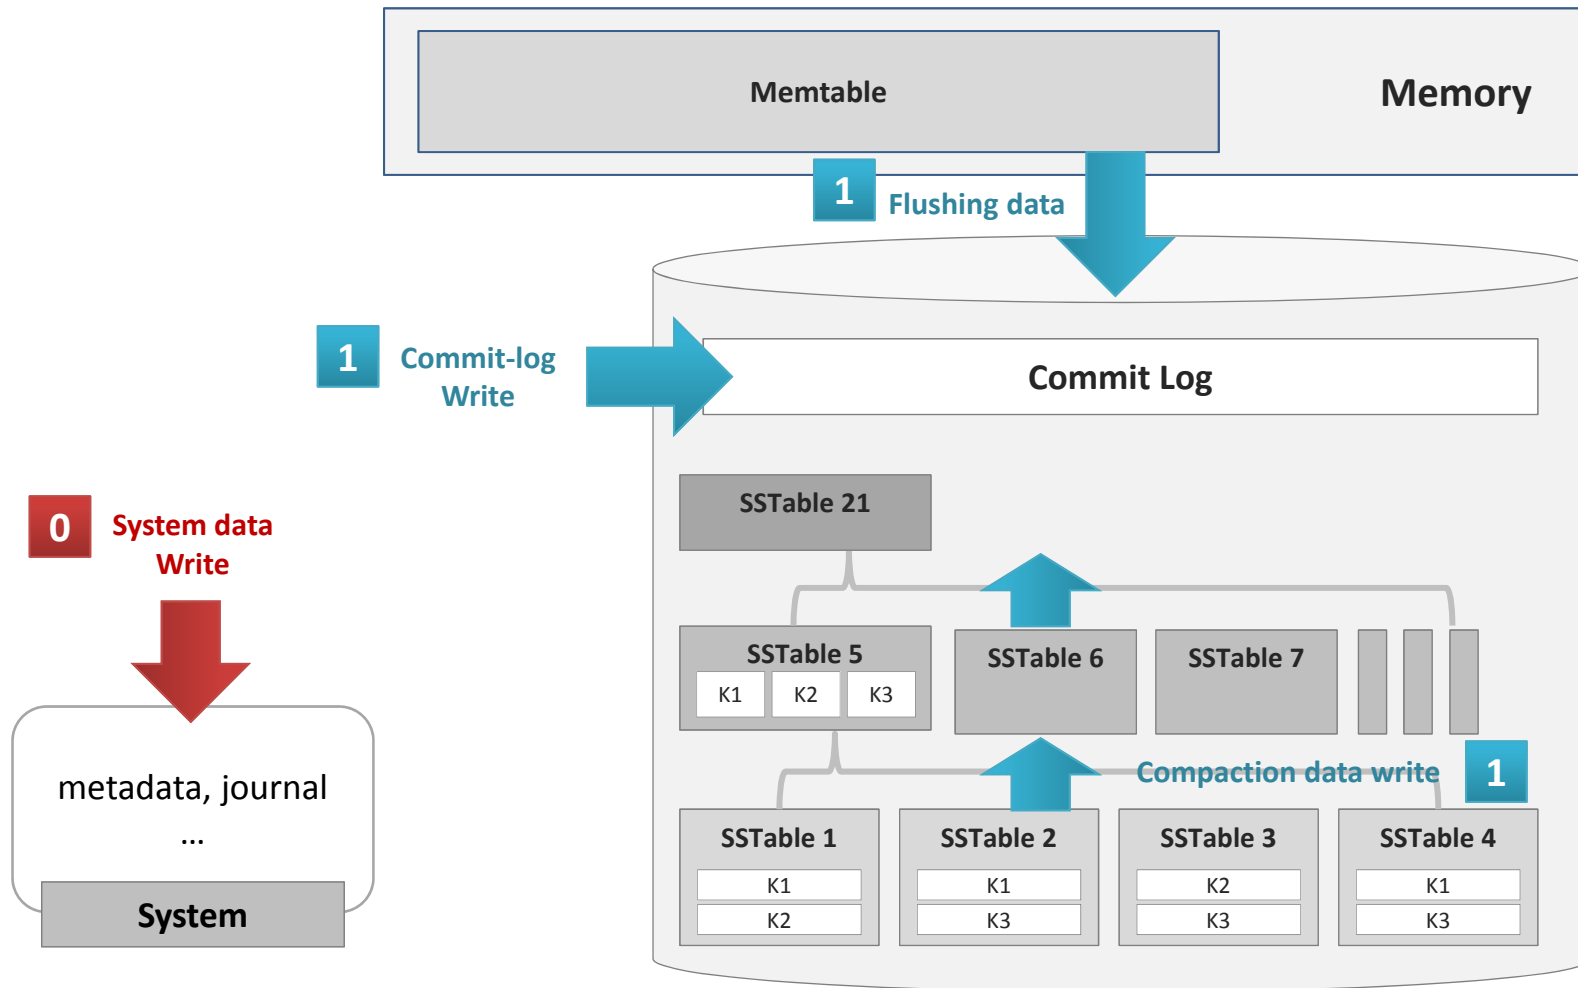 Memtable
Memory
1
Flushing data
1
Commit-log
Write
Commit Log
0
System data
Write
SSTable 21
SSTable 5
K1
K2
K3
SSTable 6
SSTable 7
metadata, journal
...
System
Compaction data write
1
SSTable 1
K1
K2
SSTable 2
K1
K3
SSTable 3
K2
K3
SSTable 4
K1
K3